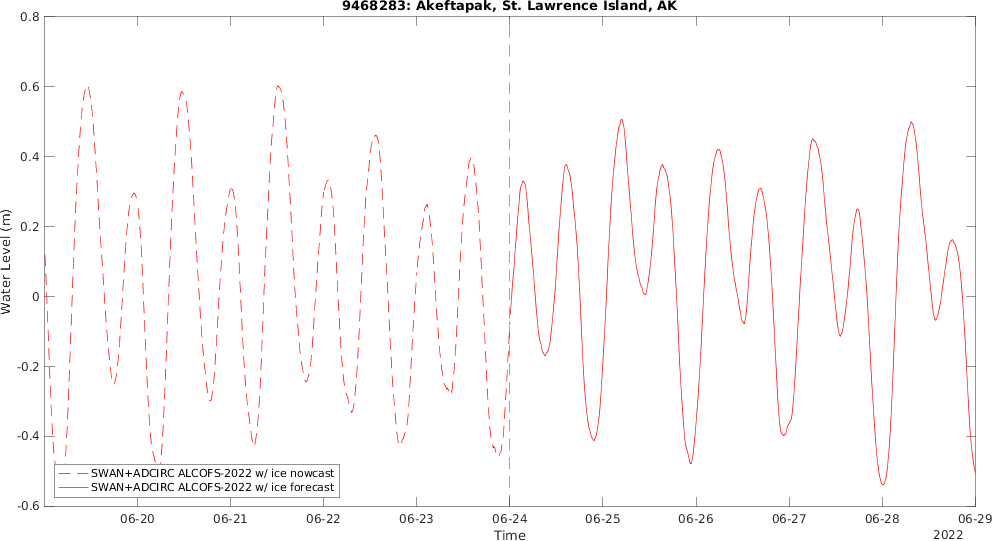 9468283: Akeftapak, St. Lawrence Island, AK
0.8
0.6
0.4
0.2
0
-0.2
-0.4
-0.6
Water Level (m)
SWAN+ADCIRC ALCOFS-2022 w/ ice nowcast
SWAN+ADCIRC ALCOFS-2022 w/ ice forecast
06-20 06-21 06-22 06-23 06-24 06-25 06-26 06-27 06-28 06-29
Time
2022